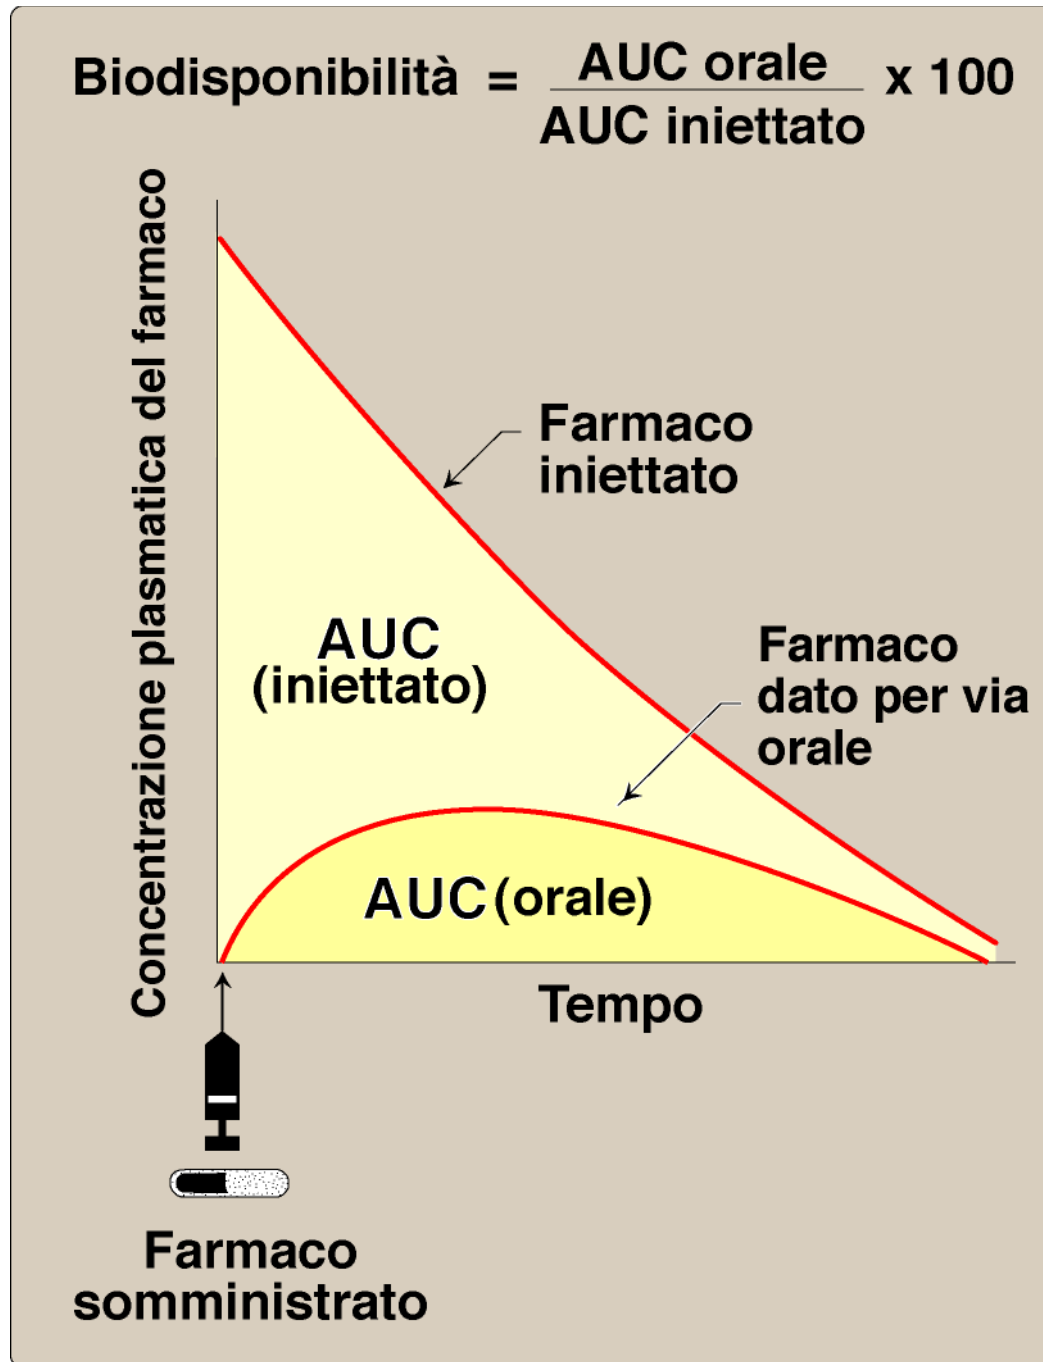 Biodisponibilità = AUC orale x 100
AUC iniettato
Concentrazione plasmatica del farmaco
Farmaco
iniettato
AUC
(iniettato)
Farmaco
dato per via
orale
AUC (orale)
Tempo
Farmaco
somministrato